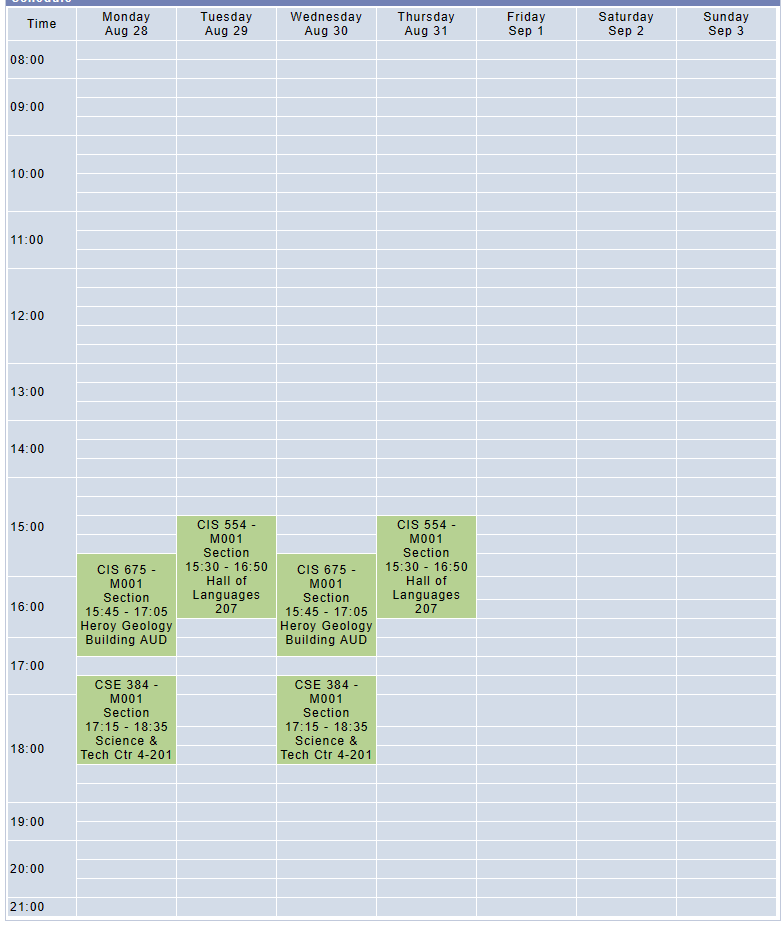 Schedule
Time
Monday
Aug 28
Tuesday
Aug 29
Wednesday
Aug 30
Thursday
Aug 31
Friday
Sep 1
Saturday
Sep 2
Sunday
Sep 3
08:00
09:00
10:00
11:00
12:00
13:00
14:00
15:00
CIS 554 -
M001
Section
15:30 - 16:50
Hall of
Languages
207
CIS 554 -
M001
Section
15:30 - 16:50
Hall of
Languages
207
CIS 675 -
M001
Section
15:45 - 17:05
Heroy Geology
Building AUD
CIS 675 -
M001
Section
15:45 - 17:05
Heroy Geology
Building AUD
16:00
17:00
CSE 384 -
M001
Section
17:15 - 18:35
Science &
Tech Ctr 4-201
CSE 384 -
M001
Section
17:15 - 18:35
Science &
Tech Ctr 4-201
18:00
19:00
20:00
21:00